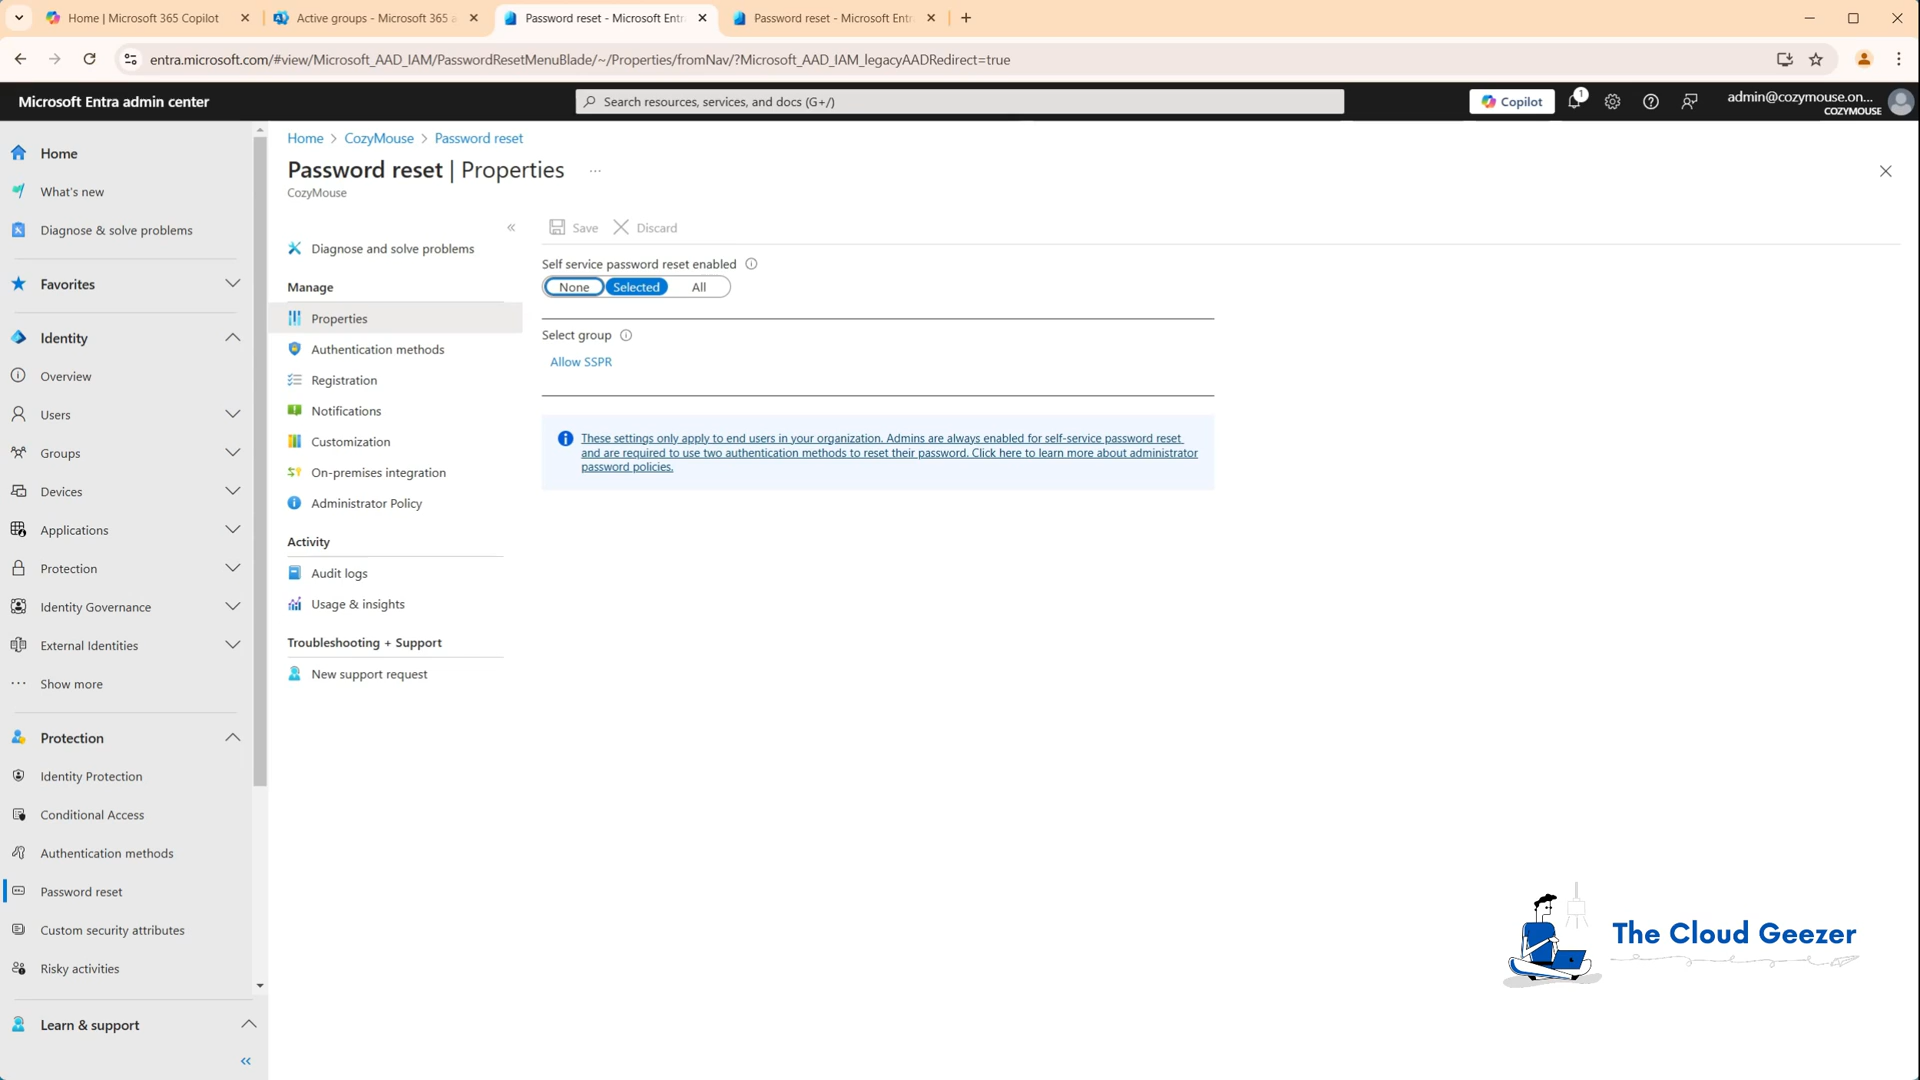 Home | Microsoft 365 Copilot
Active groups - Microsoft 365 a
Password reset - Microsoft Entr
Password reset - Microsoft Entr
entra.microsoft.com/#view/Microsoft_AAD_IAM/PasswordResetMenuBlade/~/Properties/fromNav/?Microsoft_AAD_IAM_legacyAADRedirect=true
Microsoft Entra admin center
Search resources, services, and docs (G+/)
Copilot
1
admin@cozymouse.on...
COZYMOUSE
Home
What's new
Diagnose & solve problems
Favorites
Identity
Overview
Users
Groups
Devices
Applications
Protection
Identity Governance
External Identities
Show more
Protection
Identity Protection
Conditional Access
Authentication methods
Password reset
Custom security attributes
Risky activities
Learn & support
Home > CozyMouse > Password reset
Password reset | Properties ...
CozyMouse
Diagnose and solve problems
Manage
Properties
Authentication methods
Registration
Notifications
Customization
On-premises integration
Administrator Policy
Activity
Audit logs
Usage & insights
Troubleshooting + Support
New support request
Save Discard
Self service password reset enabled
None Selected All
Select group
Allow SSPR
These settings only apply to end users in your organization. Admins are always enabled for self-service password reset
and are required to use two authentication methods to reset their password. Click here to learn more about administrator
password policies.
The Cloud Geezer